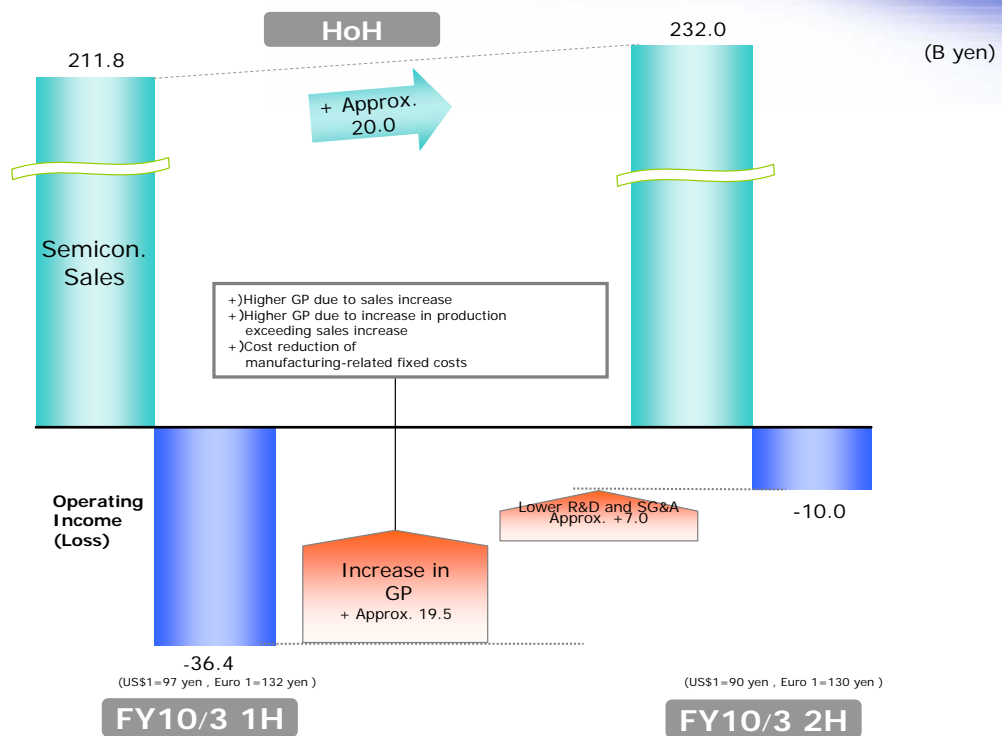 HoH
232.0
(B yen)
211.8
+ Approx.
20.0
Semicon.
Sales
+)Higher GP due to sales increase
+)Higher GP due to increase in production
exceeding sales increase
+)Cost reduction of
manufacturing-related fixed costs
Operating
Income
(Loss)
Lower R&D and SG&A
Approx. +7.0
-10.0
Increase in
GP
+ Approx. 19.5
-36.4
(US$1=97 yen , Euro 1=132 yen )
(US$1=90 yen , Euro 1=130 yen )
FY10/3 1H
FY10/3 2H